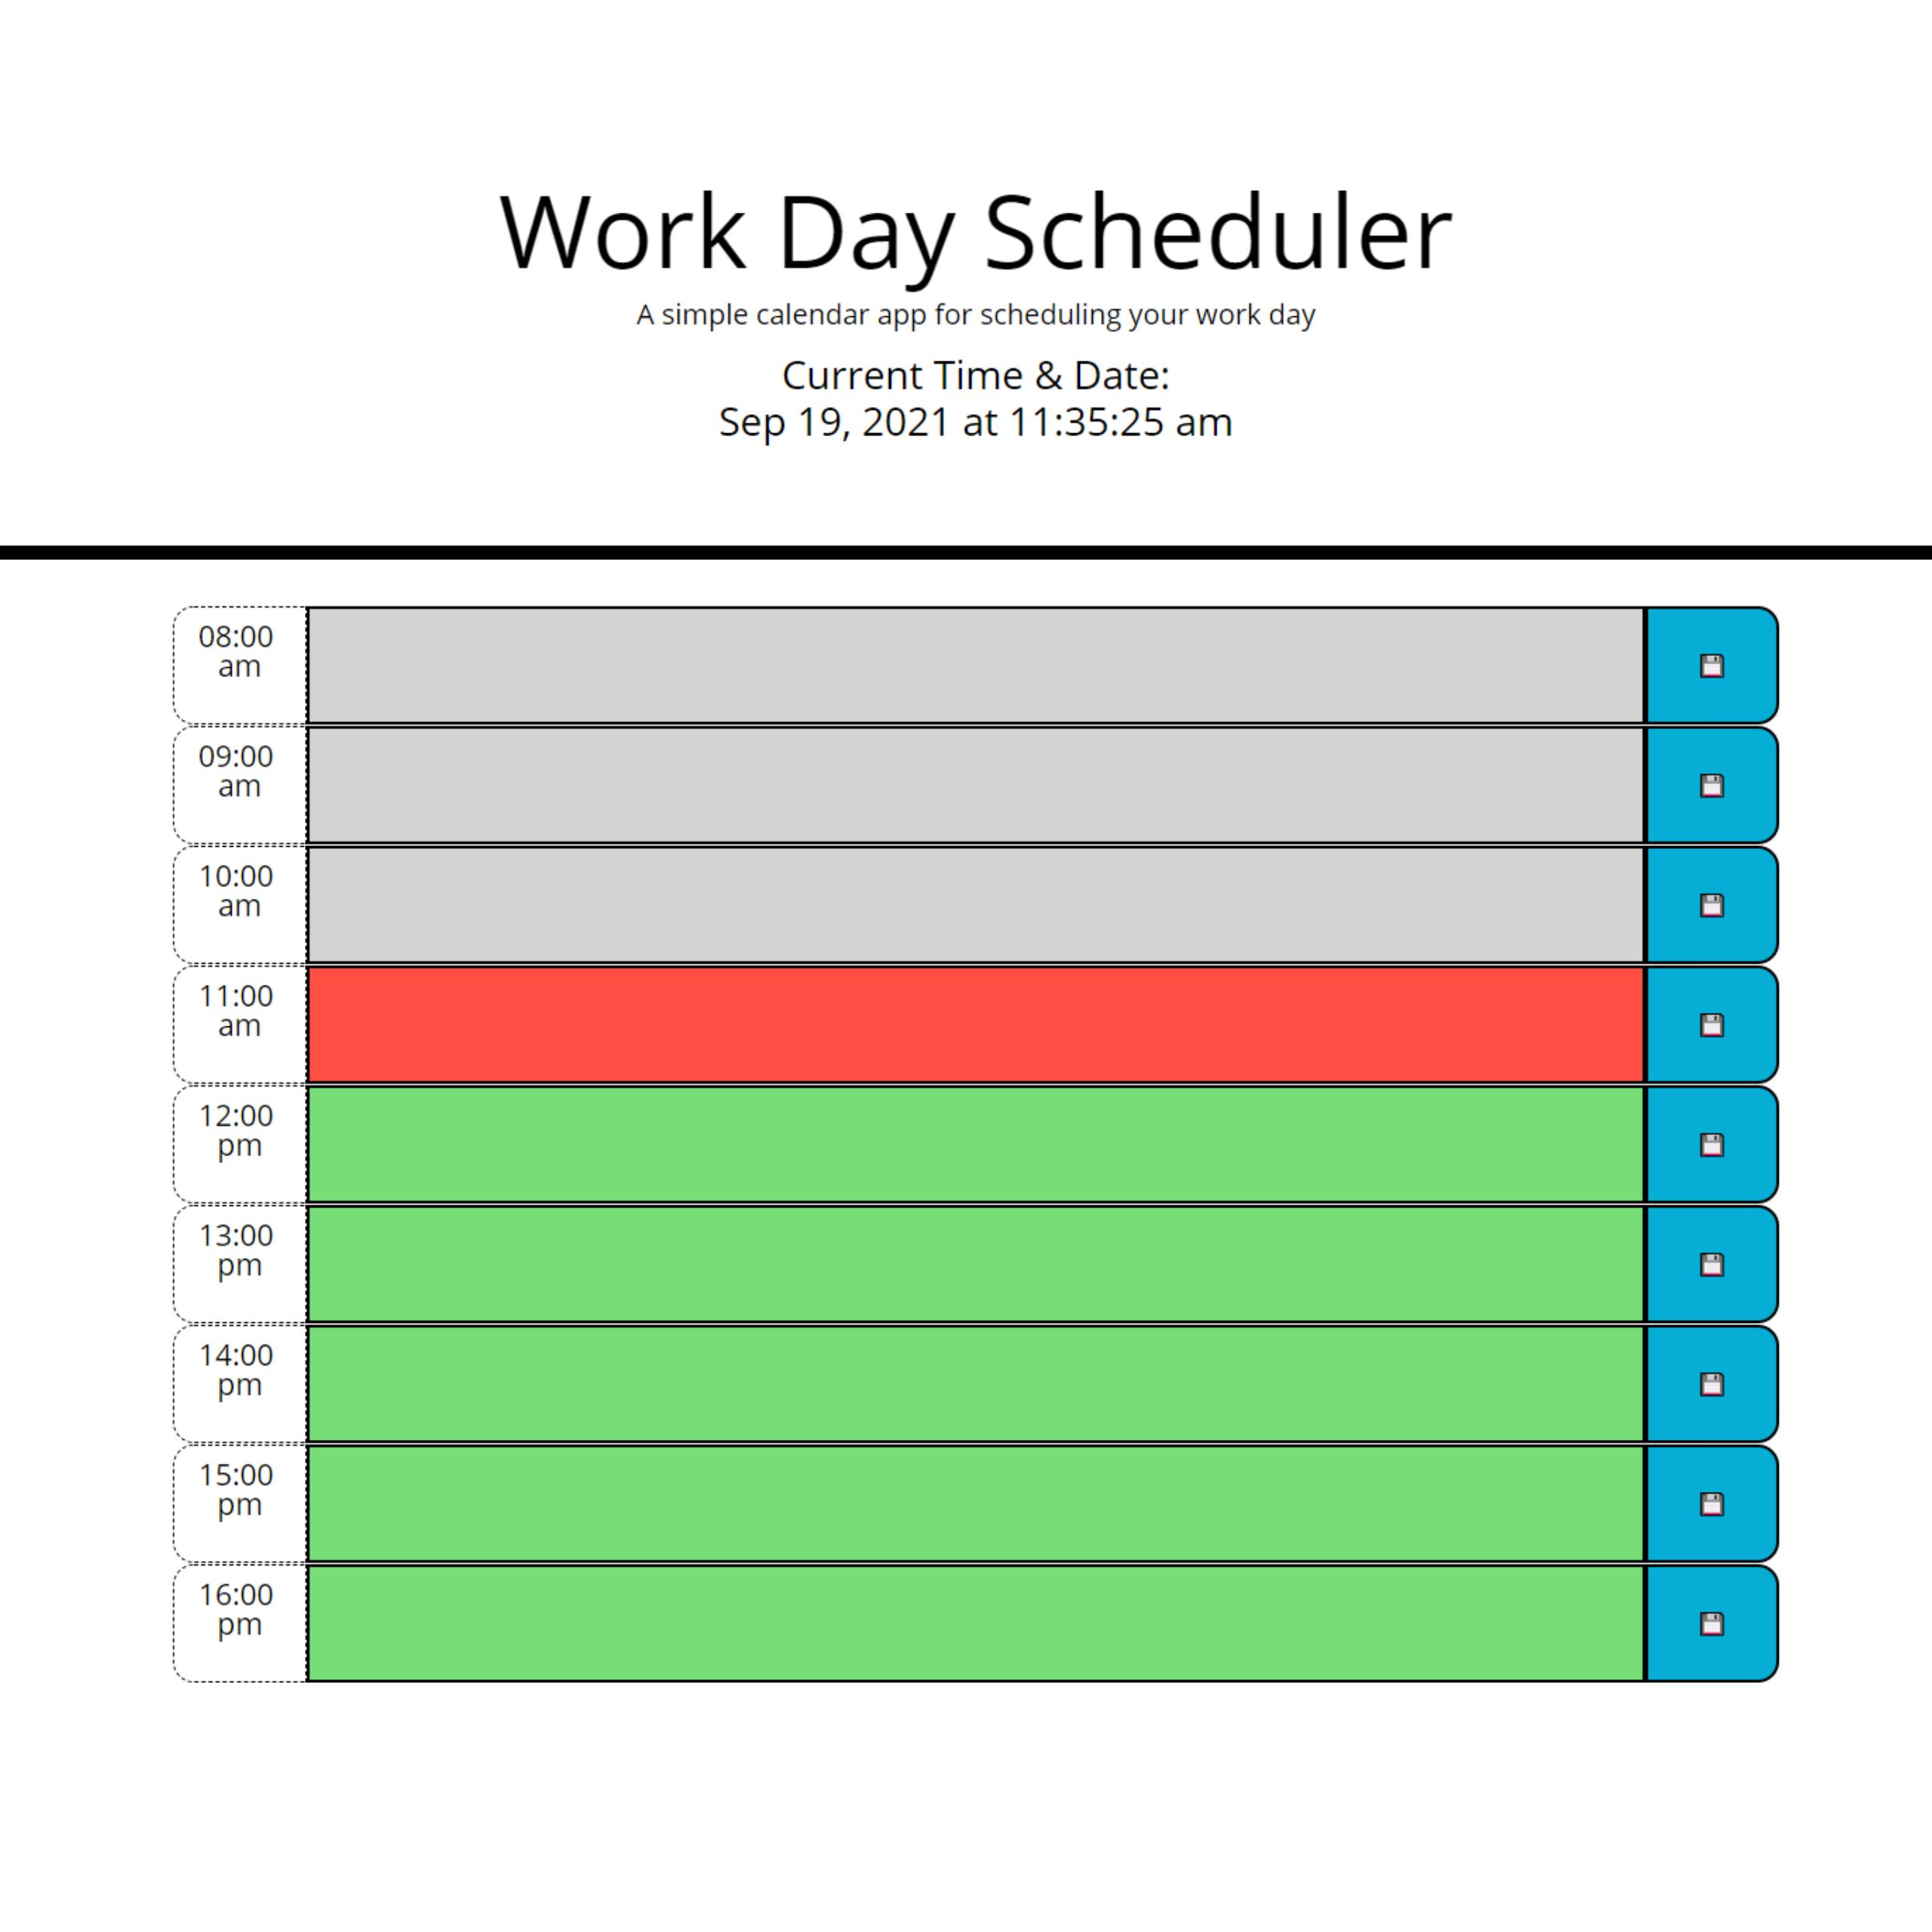 Work Day Scheduler
A simple calendar app for scheduling your work day
Current Time & Date:
Sep 19, 2021 at 11:35:25 am
08:00
am
09:00
am
10:00
am
11:00
am
12:00
pm
13:00
pm
14:00
pm
15:00
pm
16:00
pm